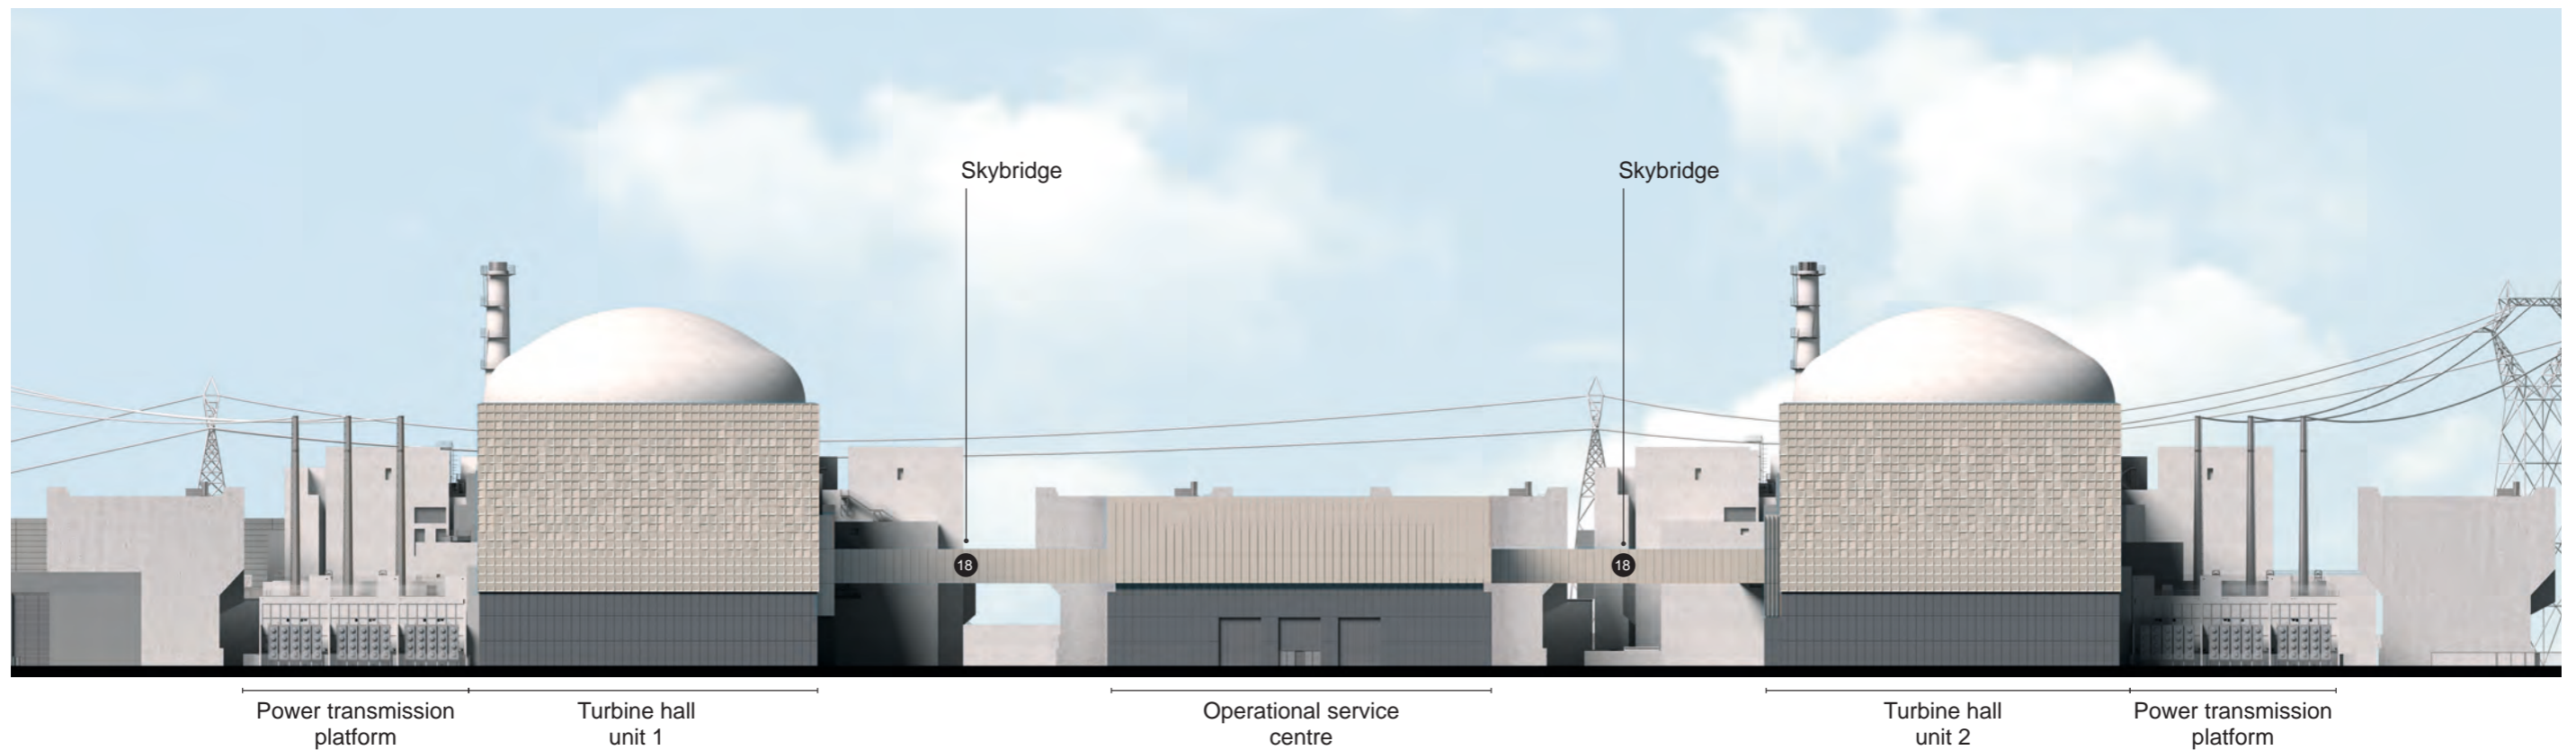 Skybridge
Skybridge
18
18
Power transmission
platform
Turbine hall
unit 1
Operational service
centre
Turbine hall
unit 2
Power transmission
platform